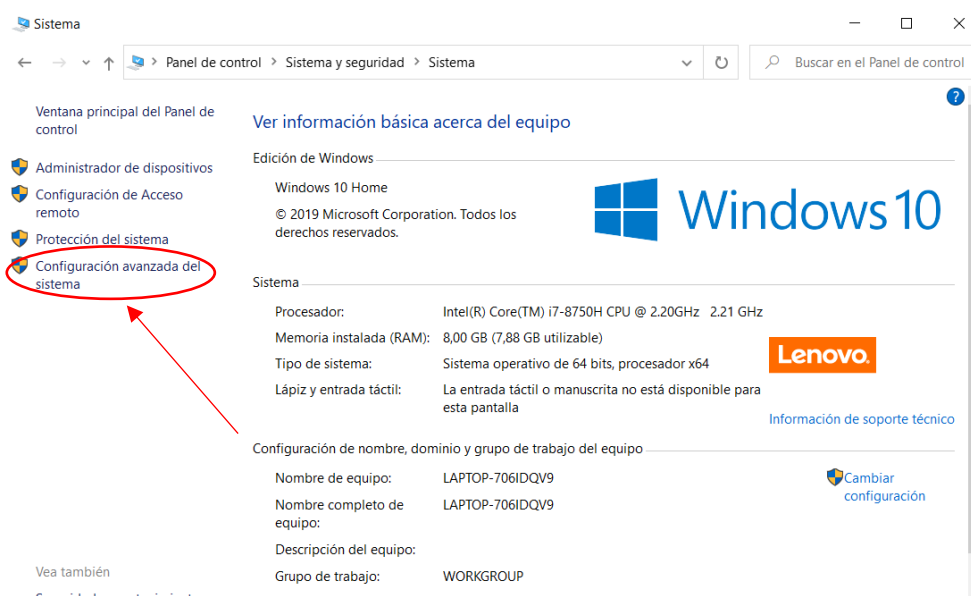 Sistema
Panel de control > Sistema y seguridad > Sistema
Buscar en el Panel de control
?
Ventana principal del Panel de
control
Administrador de dispositivos
Configuración de Acceso
remoto
Protección del sistema
Configuración avanzada del
sistema
Ver información básica acerca del equipo
Edición de Windows
Windows 10 Home
© 2019 Microsoft Corporation. Todos los
derechos reservados.
Windows 10
Sistema
Procesador: Intel(R) Core(TM) i7-8750H CPU @ 2.20GHz 2.21 GHz
Memoria instalada (RAM): 8,00 GB (7,88 GB utilizable)
Tipo de sistema: Sistema operativo de 64 bits, procesador x64
Lápiz y entrada táctil: La entrada táctil o manuscrita no está disponible para
esta pantalla
Lenovo.
Información de soporte técnico
Configuración de nombre, dominio y grupo de trabajo del equipo
Nombre de equipo: LAPTOP-706IDQV9
Nombre completo de LAPTOP-706IDQV9
equipo:
Descripción del equipo:
Grupo de trabajo: WORKGROUP
Cambiar
configuración
Vea también